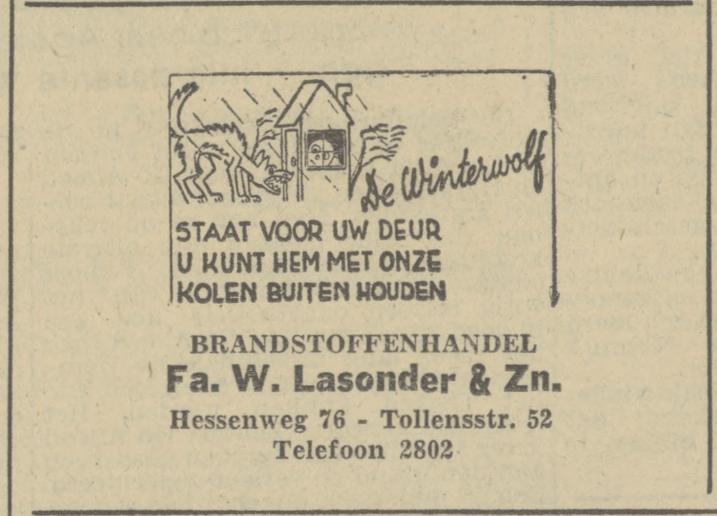 De Winterwolf
STAAT VOOR UW DEUR
U KUNT HEM MET ONZE
KOLEN BUITEN HOUDEN
BRANDSTOFFENHANDEL
Fa. W. Lasonder & Zn.
Hessenweg 76 - Tollensstr. 52
Telefoon 2802